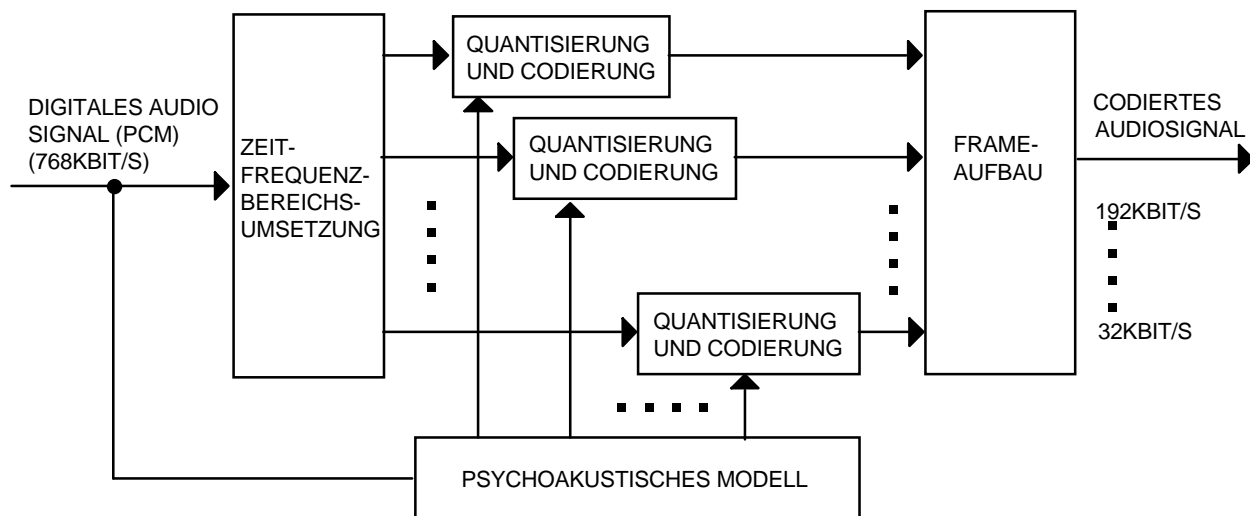 DIGITALES AUDIO
SIGNAL (PCM)
(768KBIT/S)
ZEIT-
FREQUENZ-
BEREICHS-
UMSETZUNG
QUANTISIERUNG
UND CODIERUNG
QUANTISIERUNG
UND CODIERUNG
QUANTISIERUNG
UND CODIERUNG
PSYCHOAKUSTISCHES MODELL
FRAME-
AUFBAU
CODIERTES
AUDIOSIGNAL
192KBIT/S
32KBIT/S